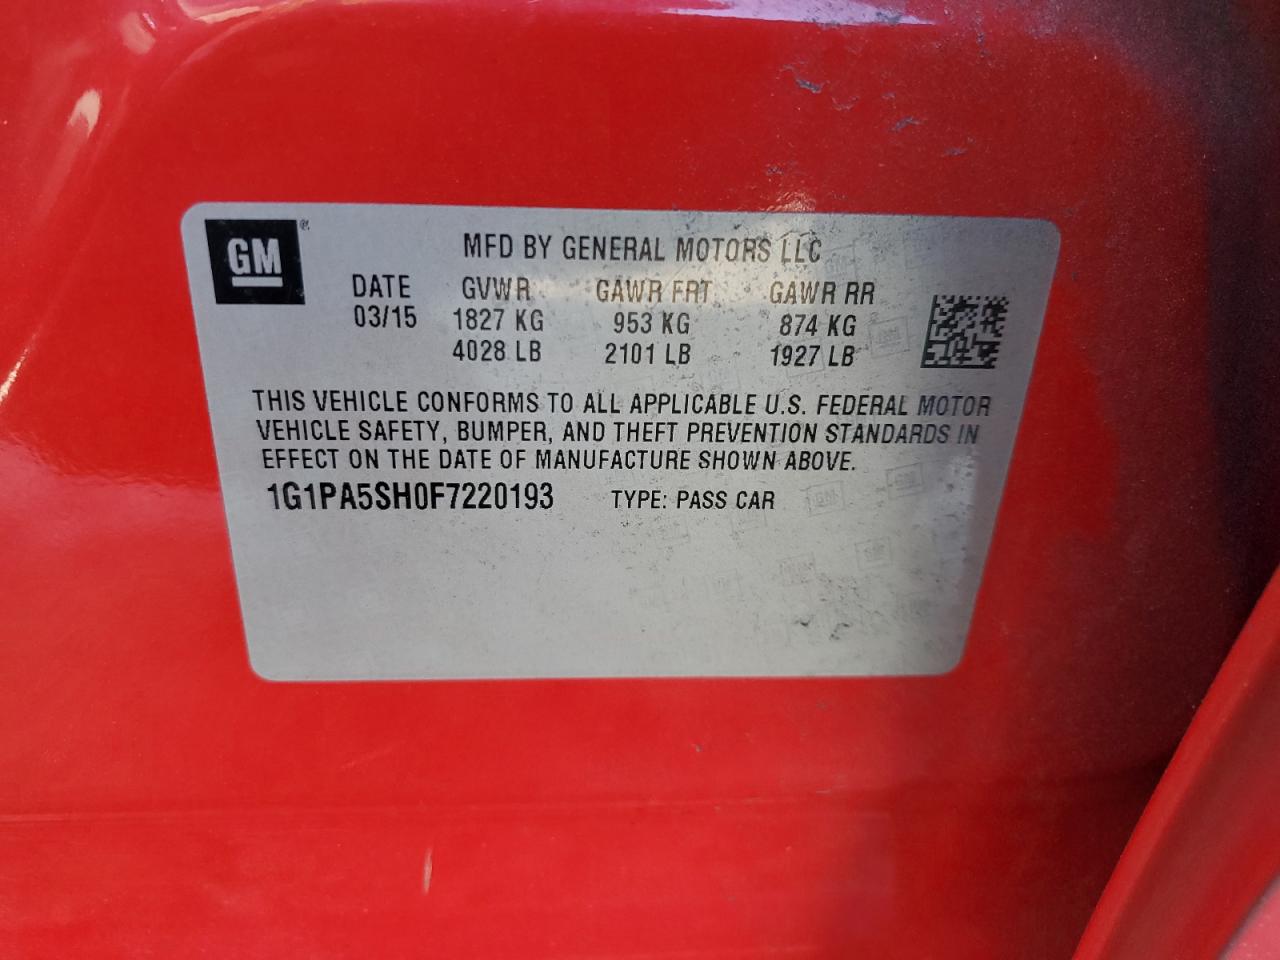 GM®
MFD BY GENERAL MOTORS LLC
DATE GVWR GAWR FRT GAWR RR
03/15 1827 KG 953 KG 874 KG
4028 LB 2101 LB 1927 LB
THIS VEHICLE CONFORMS TO ALL APPLICABLE U.S. FEDERAL MOTOR
VEHICLE SAFETY, BUMPER, AND THEFT PREVENTION STANDARDS IN
EFFECT ON THE DATE OF MANUFACTURE SHOWN ABOVE.
1G1PA5SH0F7220193 TYPE: PASS CAR